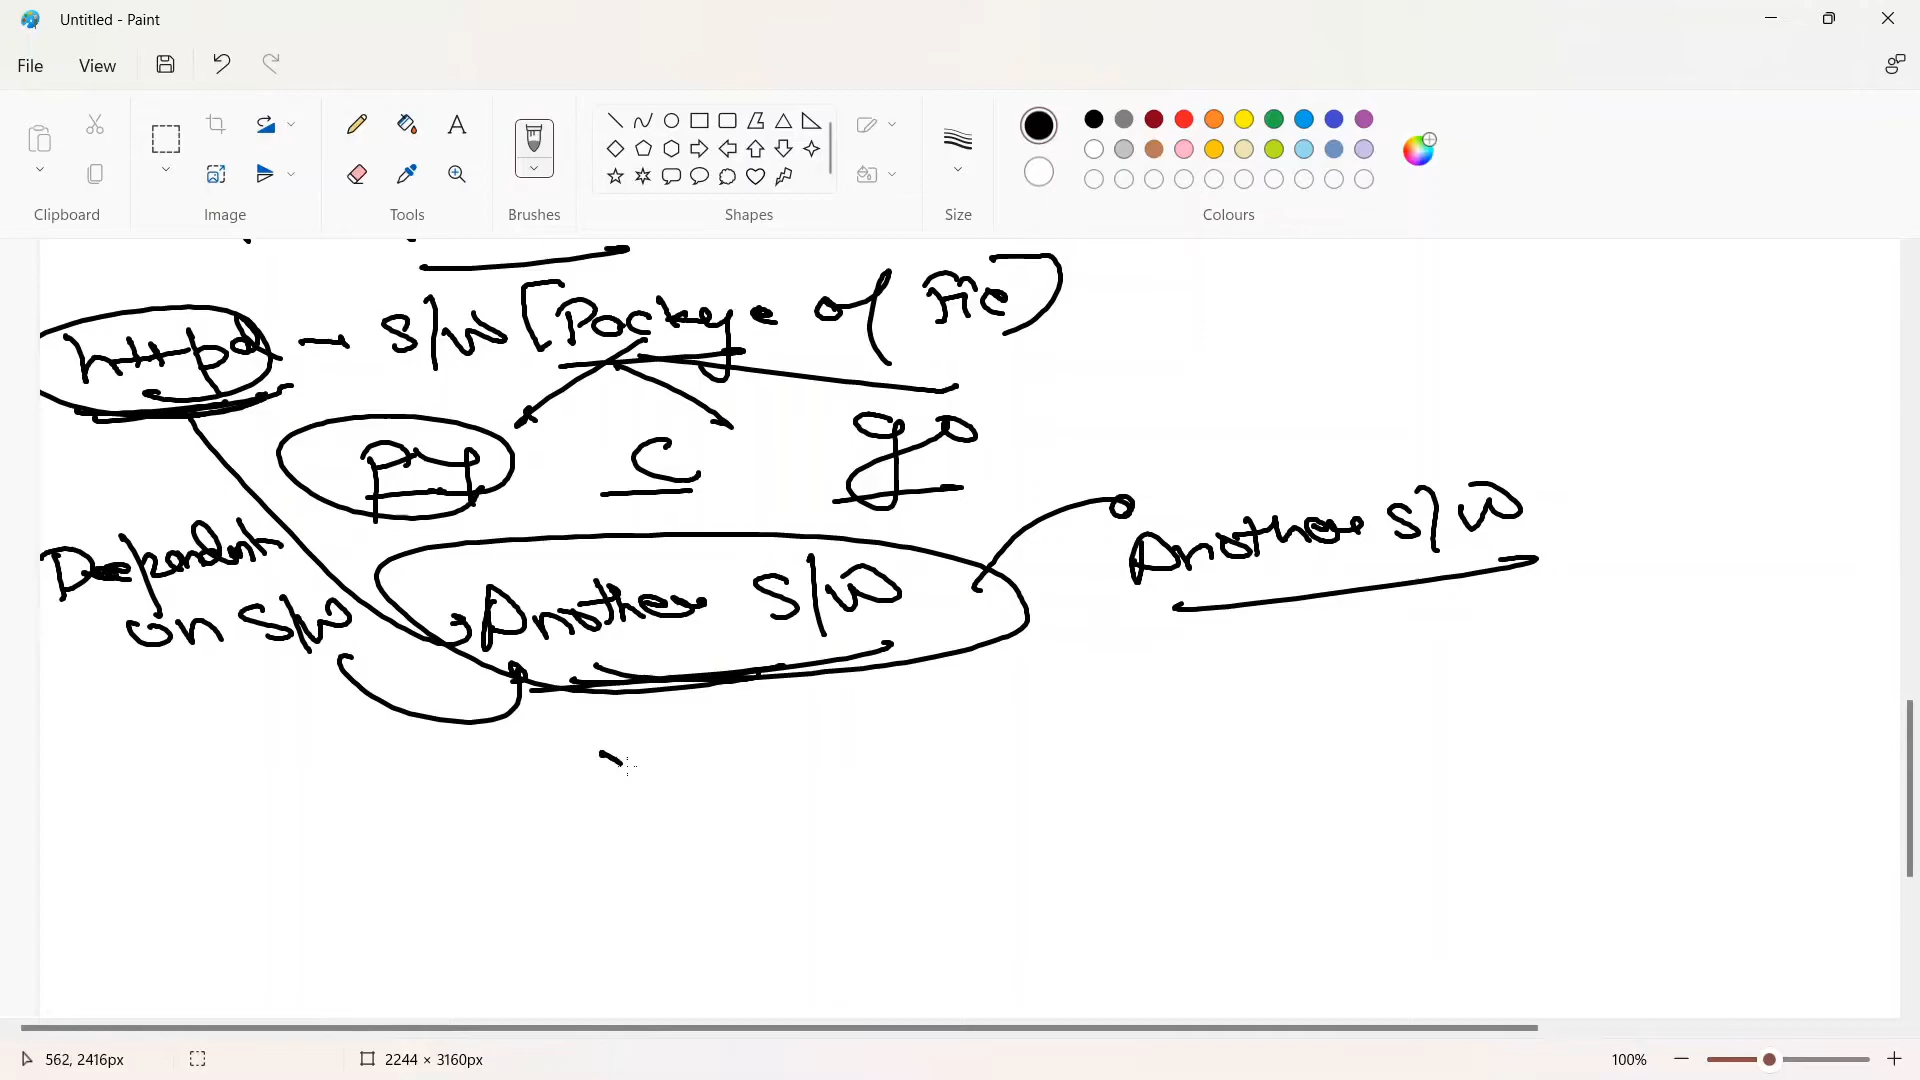 Untitled - Paint
File View
Clipboard Image Tools Brushes Shapes Size Colours
httpd - S/W [Package of file]
py C go
Dependent
on S/W
Another S/W
Another S/W
562, 2416px 2244 × 3160px 100%